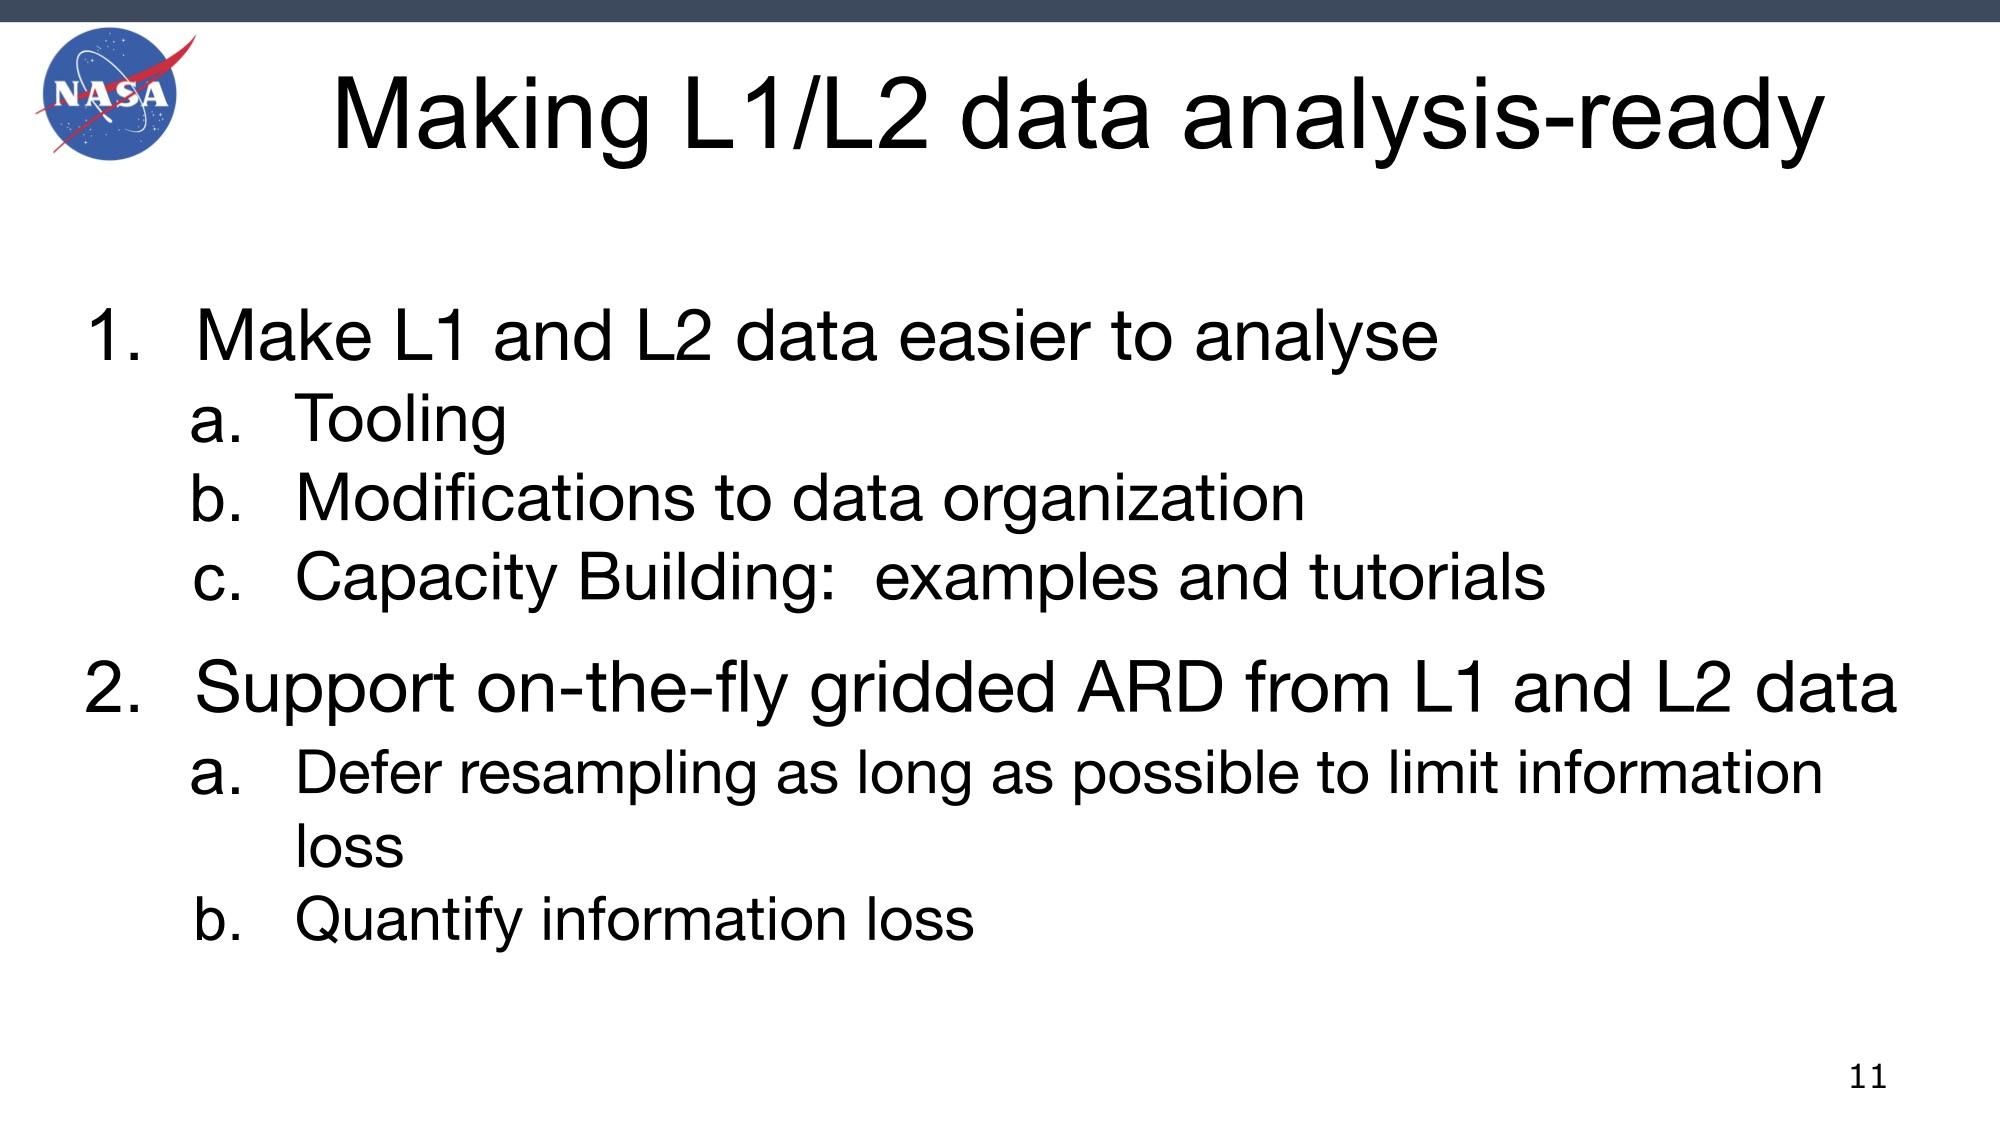 NASA
Making L1/L2 data analysis-ready
1. Make L1 and L2 data easier to analyse
a. Tooling
b. Modifications to data organization
c. Capacity Building:  examples and tutorials
2. Support on-the-fly gridded ARD from L1 and L2 data
a. Defer resampling as long as possible to limit information
loss
b. Quantify information loss
11